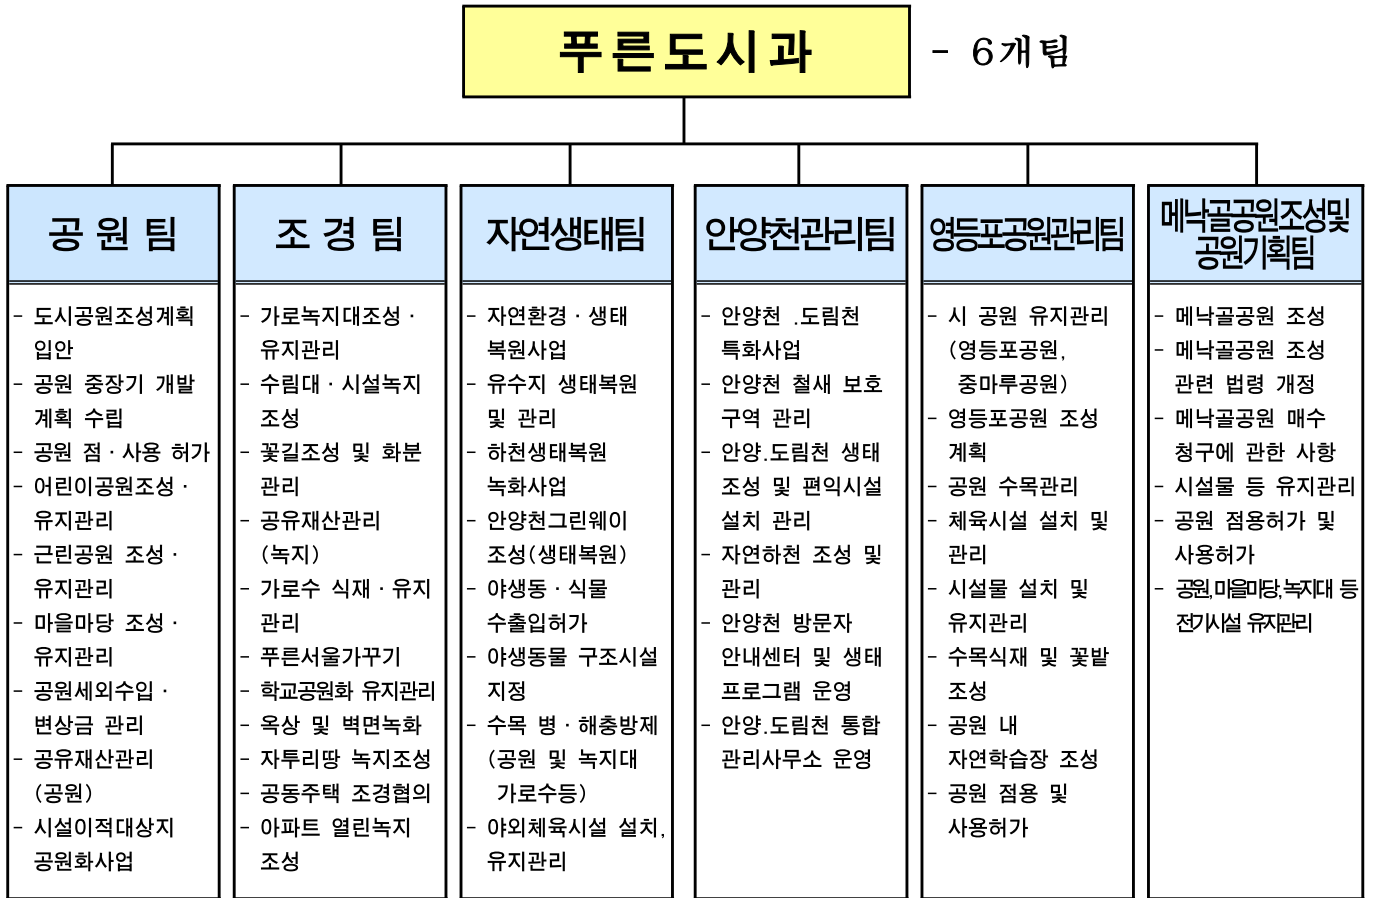 푸른도시과
- 6개팀
공 원 팀
- 도시공원조성계획
입안
- 공원 중장기 개발
계획 수립
- 공원 점·사용 허가
- 어린이공원조성·
유지관리
- 근린공원 조성·
유지관리
- 마을마당 조성·
유지관리
- 공원세외수입·
변상금 관리
- 공유재산관리
(공원)
- 시설이적대상지
공원화사업
조 경 팀
- 가로녹지대조성·
유지관리
- 수림대·시설녹지
조성
- 꽃길조성 및 화분
관리
- 공유재산관리
(녹지)
- 가로수 식재·유지
관리
- 푸른서울가꾸기
- 학교공원화 유지관리
- 옥상 및 벽면녹화
- 자투리땅 녹지조성
- 공동주택 조경협의
- 아파트 열린녹지
조성
자연생태팀
- 자연환경·생태
복원사업
- 유수지 생태복원
및 관리
- 하천생태복원
녹화사업
- 안양천그린웨이
조성(생태복원)
- 야생동·식물
수출입허가
- 야생동물 구조시설
지정
- 수목 병·해충방제
(공원 및 녹지대
가로수등)
- 야외체육시설 설치,
유지관리
안양천관리팀
- 안양천 .도림천
특화사업
- 안양천 철새 보호
구역 관리
- 안양.도림천 생태
조성 및 편익시설
설치 관리
- 자연하천 조성 및
관리
- 안양천 방문자
안내센터 및 생태
프로그램 운영
- 안양.도림천 통합
관리사무소 운영
영등포공원관리팀
- 시 공원 유지관리
(영등포공원,
중마루공원)
- 영등포공원 조성
계획
- 공원 수목관리
- 체육시설 설치 및
관리
- 시설물 설치 및
유지관리
- 수목식재 및 꽃밭
조성
- 공원 내
자연학습장 조성
- 공원 점용 및
사용허가
메낙골공원조성및
공원기획팀
- 메낙골공원 조성
- 메낙골공원 조성
관련 법령 개정
- 메낙골공원 매수
청구에 관한 사항
- 시설물 등 유지관리
- 공원 점용허가 및
사용허가
- 공원,마을마당,녹지대 등
전기시설 유지관리